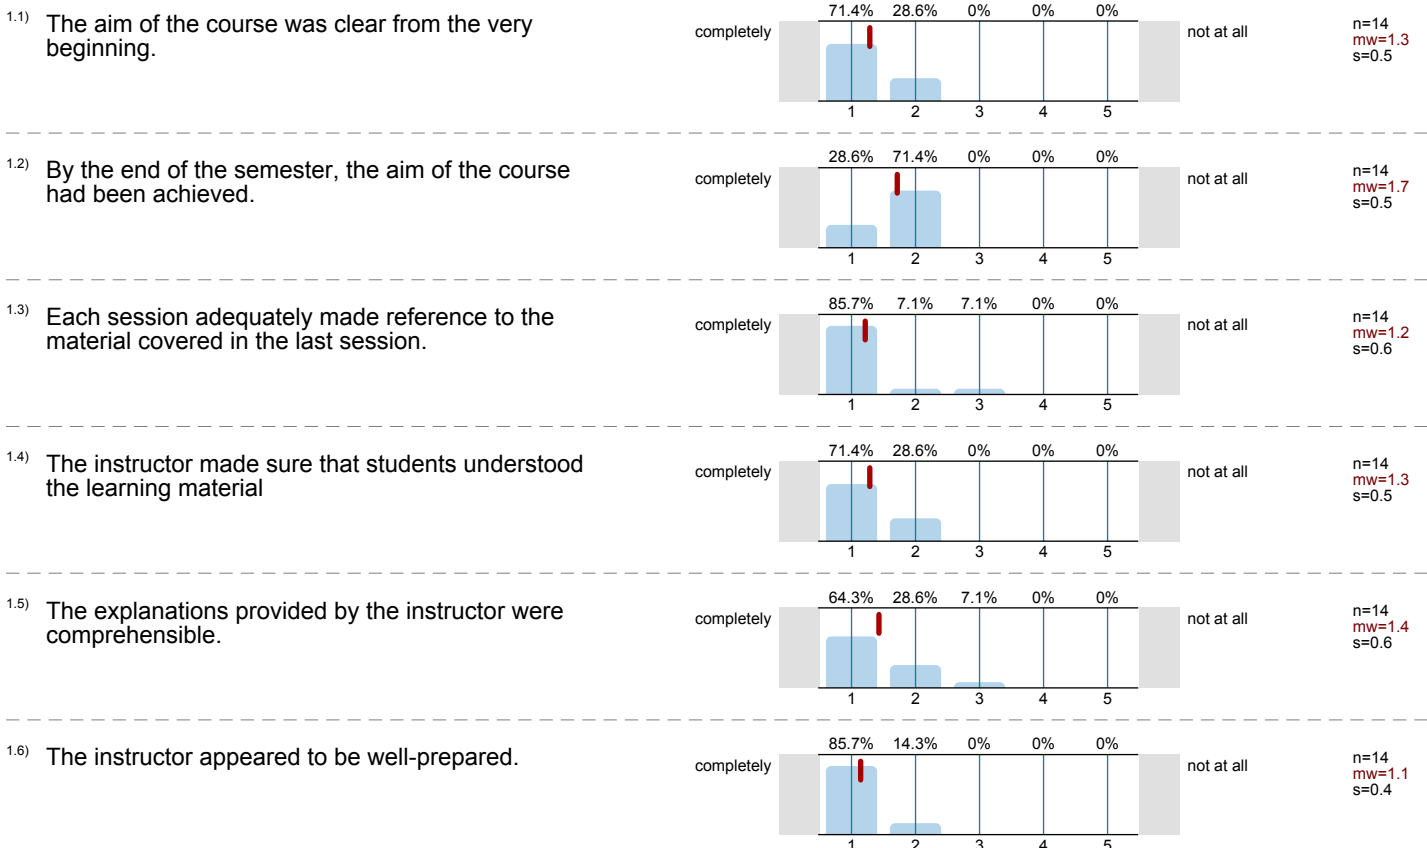 1.1) The aim of the course was clear from the very
beginning.
71.4% 28.6% 0% 0% 0%
completely not at all
1 2 3 4 5
n=14
mw=1.3
s=0.5
1.2) By the end of the semester, the aim of the course
had been achieved.
28.6% 71.4% 0% 0% 0%
completely not at all
1 2 3 4 5
n=14
mw=1.7
s=0.5
1.3) Each session adequately made reference to the
material covered in the last session.
85.7% 7.1% 7.1% 0% 0%
completely not at all
1 2 3 4 5
n=14
mw=1.2
s=0.6
1.4) The instructor made sure that students understood
the learning material
71.4% 28.6% 0% 0% 0%
completely not at all
1 2 3 4 5
n=14
mw=1.3
s=0.5
1.5) The explanations provided by the instructor were
comprehensible.
64.3% 28.6% 7.1% 0% 0%
completely not at all
1 2 3 4 5
n=14
mw=1.4
s=0.6
1.6) The instructor appeared to be well-prepared.
85.7% 14.3% 0% 0% 0%
completely not at all
1 2 3 4 5
n=14
mw=1.1
s=0.4